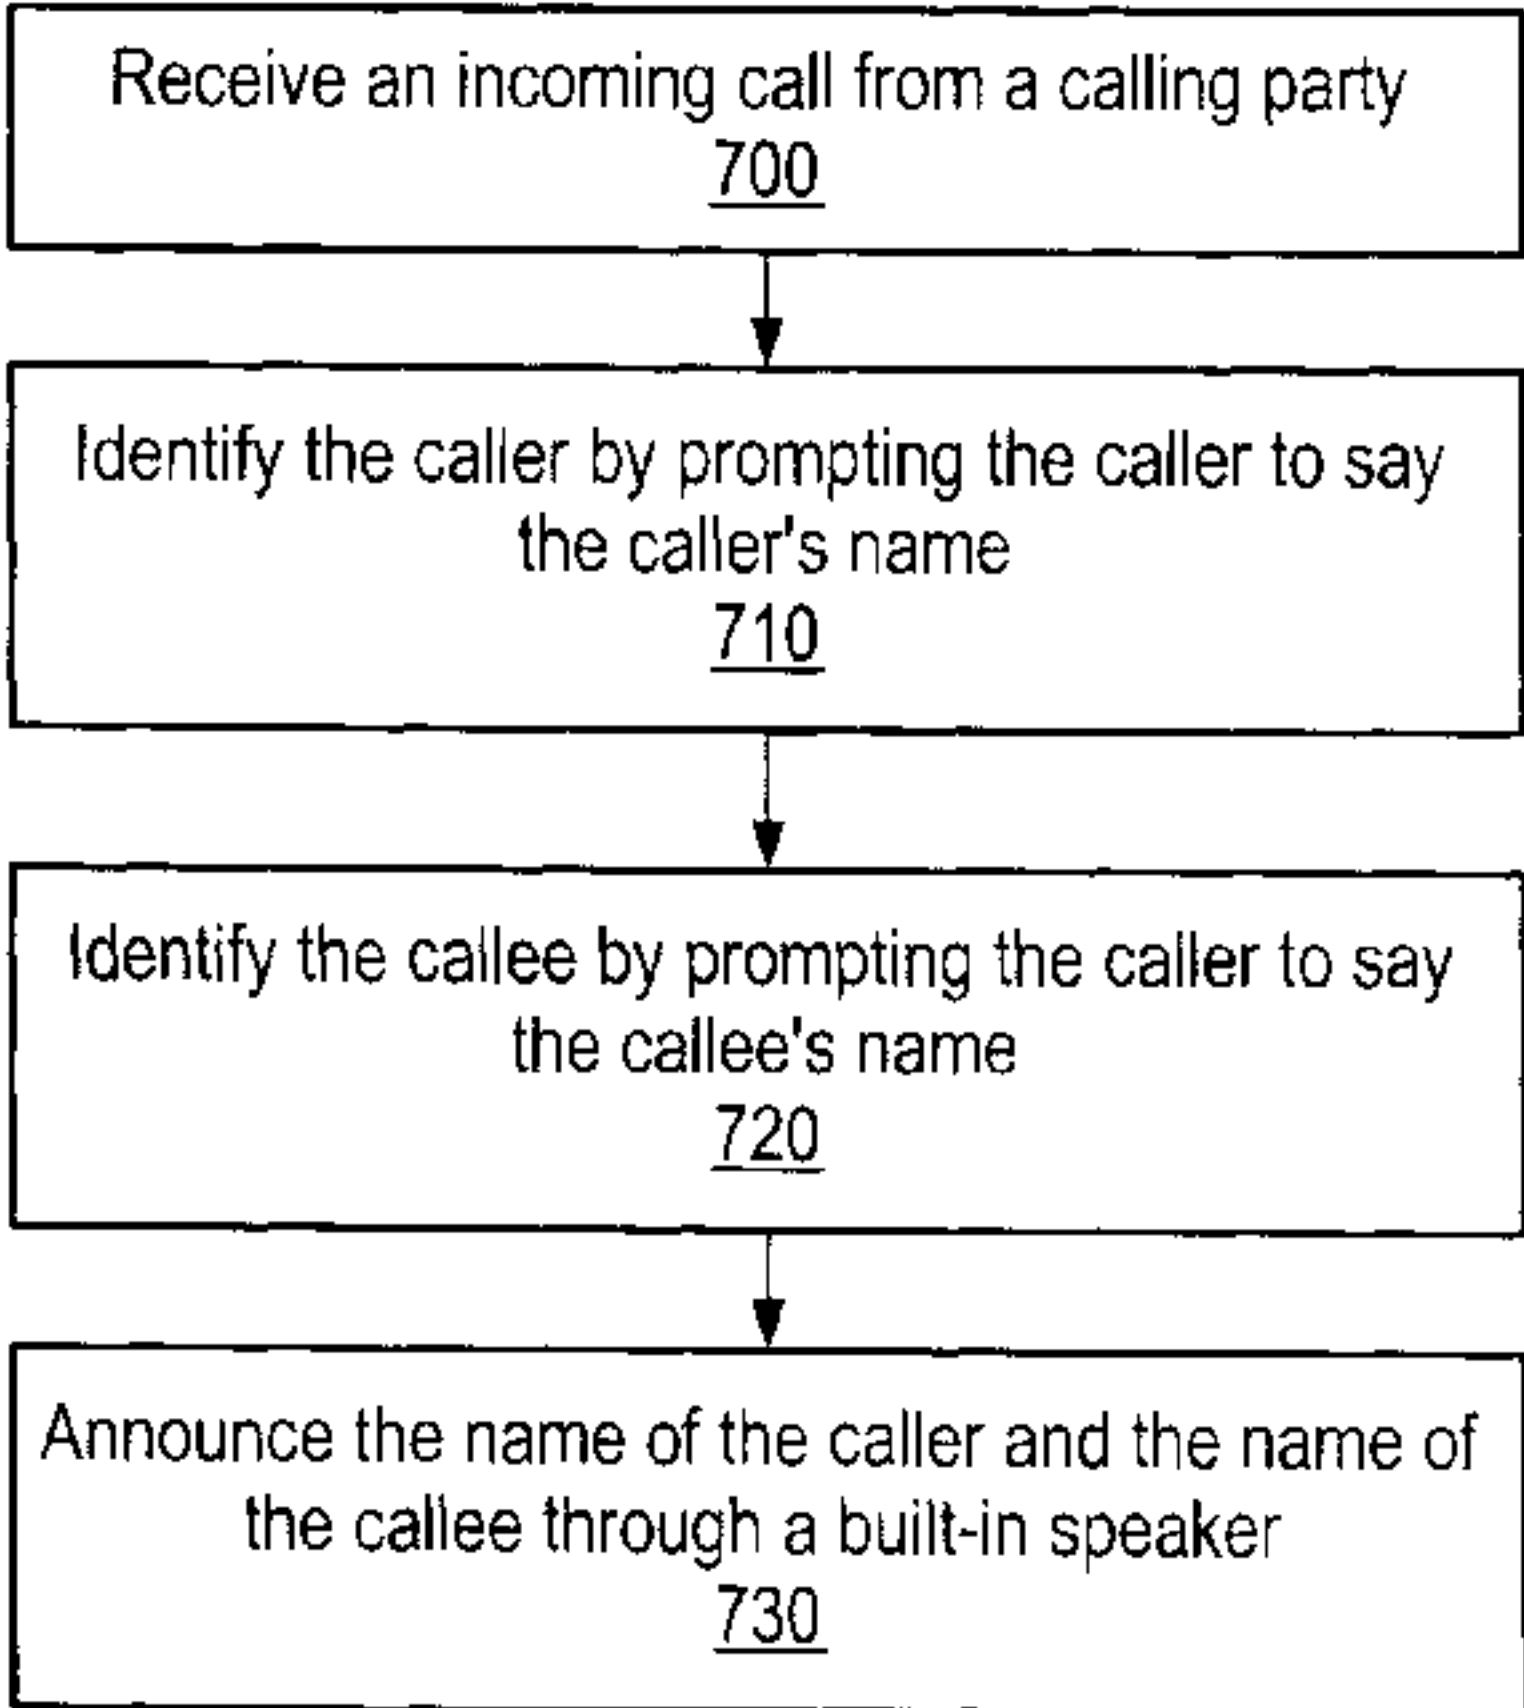 Receive an incoming call from a calling party
700
Identify the caller by prompting the caller to say
the caller's name
710
Identify the callee by prompting the caller to say
the callee's name
720
Announce the name of the caller and the name of
the callee through a built-in speaker
730